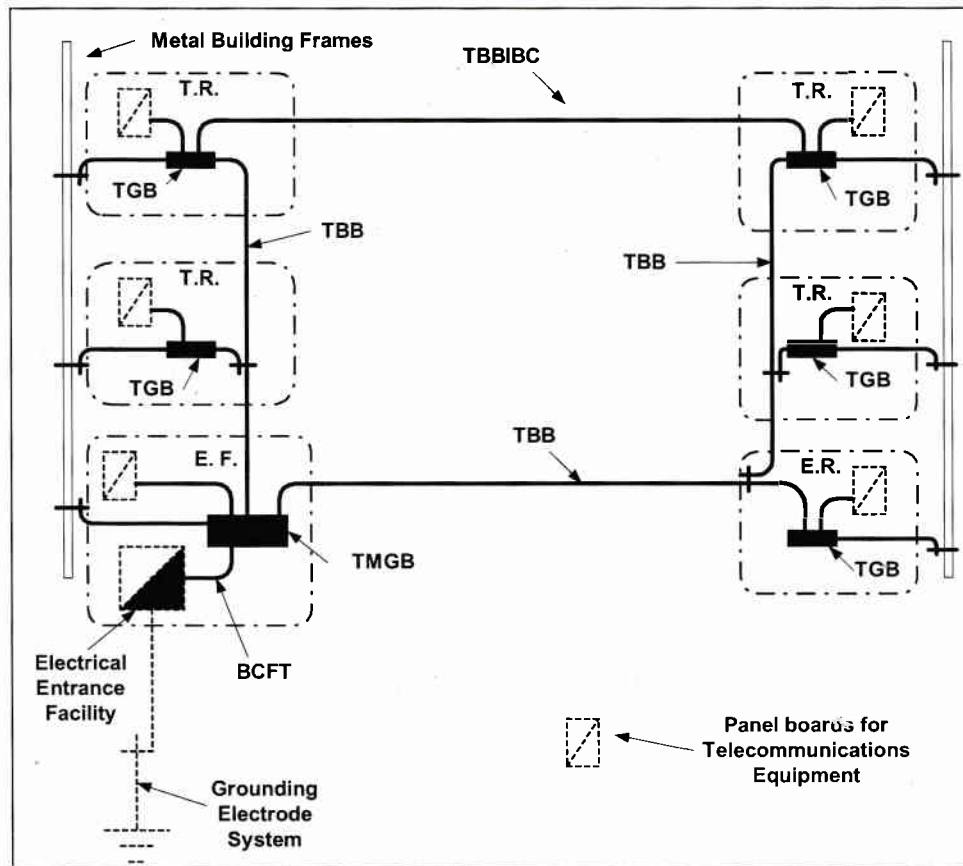 Metal Building Frames
TBBIBC
T.R.
T.R.
TGB
TGB
TBB
TBB
T.R.
T.R.
TGB
TGB
TBB
E. F.
E.R.
TMGB
TGB
BCFT
Electrical
Entrance
Facility
Panel boards for
Telecommunications
Equipment
Grounding
Electrode
System